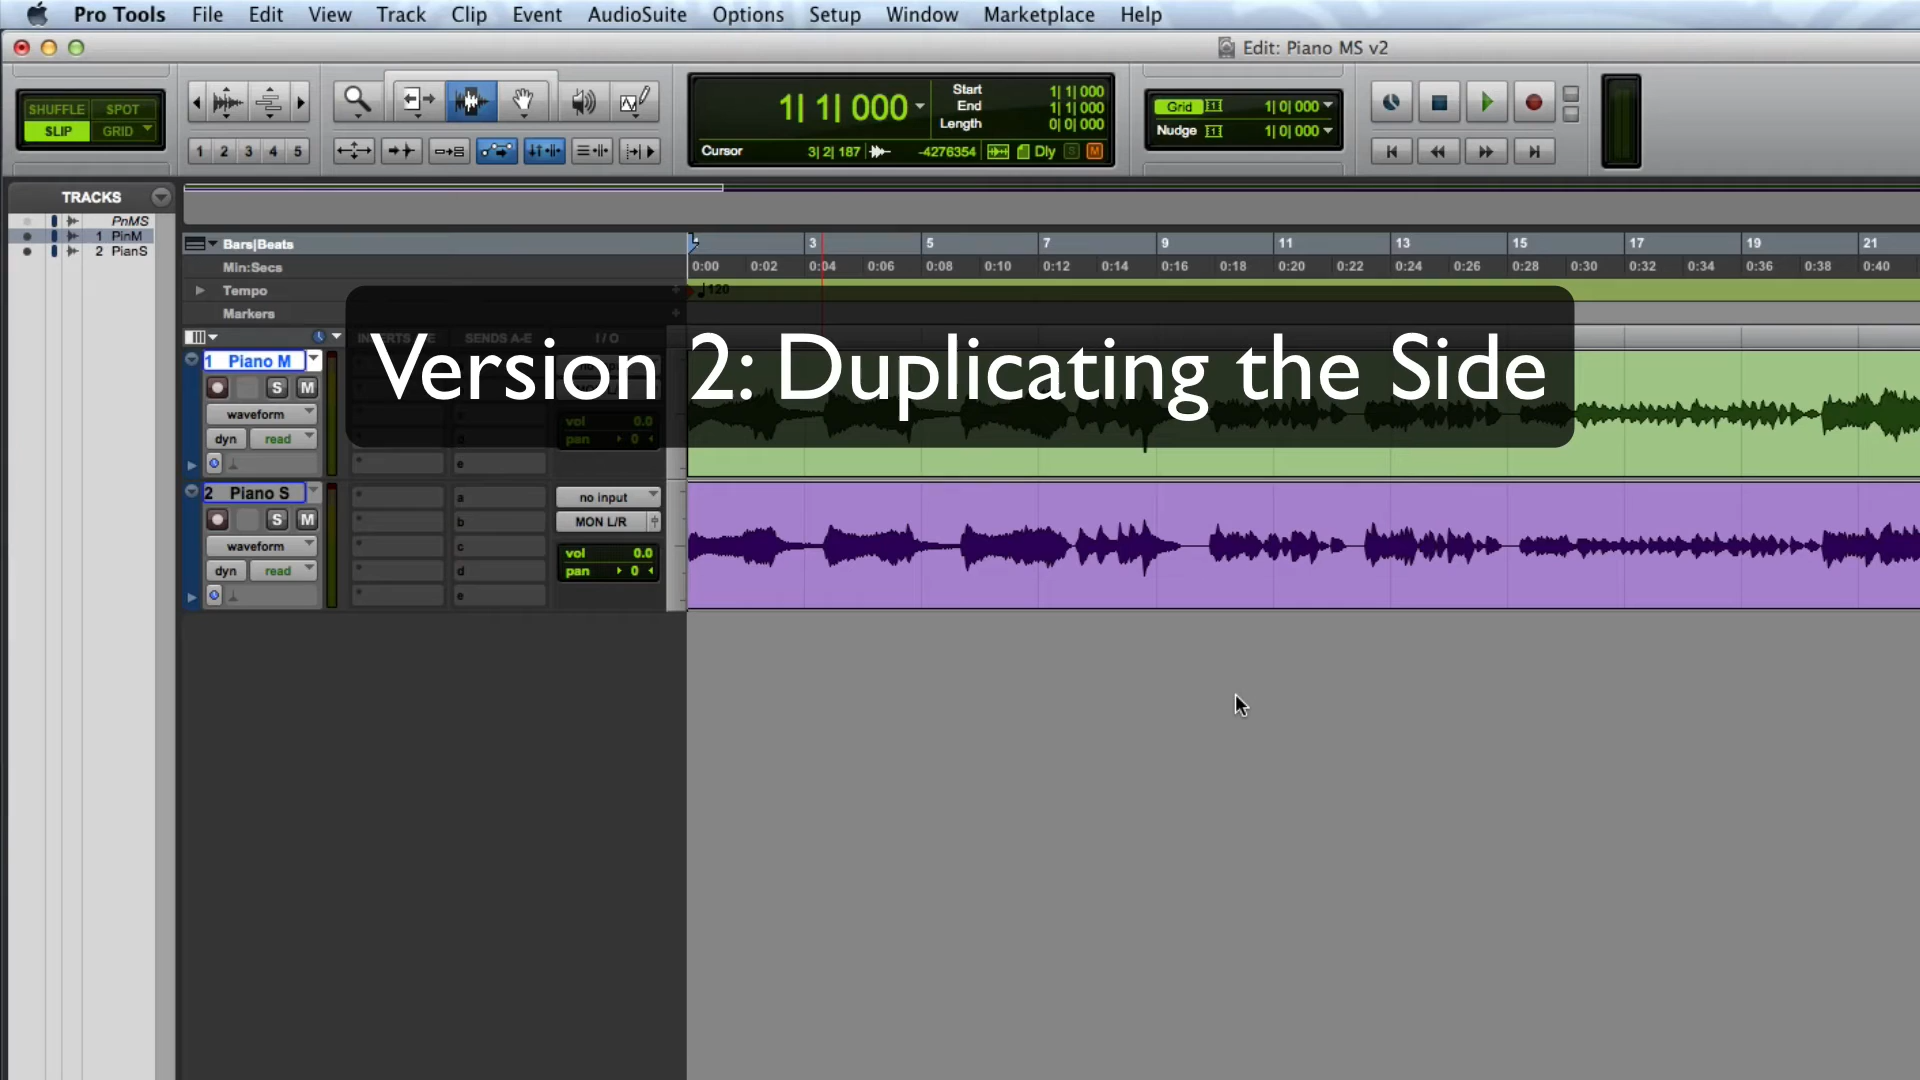 Pro Tools File Edit View Track Clip Event AudioSuite Options Setup Window Marketplace Help
Edit: Piano MS v2
SHUFFLE SPOT
SLIP GRID
1 2 3 4 5
1| 1| 000
Start 1| 1| 000
End 1| 1| 000
Length 0| 0| 000
Cursor 3| 2| 187 -4276354 Dly S M
Grid 1| 0| 000
Nudge 1| 0| 000
TRACKS
PnMS
1 PinM
2 PianS
Bars|Beats 3 5 7 9 11 13 15 17 19 21
Min:Secs 0:00 0:02 0:04 0:06 0:08 0:10 0:12 0:14 0:16 0:18 0:20 0:22 0:24 0:26 0:28 0:30 0:32 0:34 0:36 0:38 0:40
Tempo 120
Markers
SENDS A-E I / O
Version 2: Duplicating the Side
1 Piano M
S M
waveform
vol 0.0
dyn read
pan 0
d
e
2 Piano S
a
no input
S M
b
MON L/R
waveform
c
vol 0.0
dyn read
d
pan 0
e